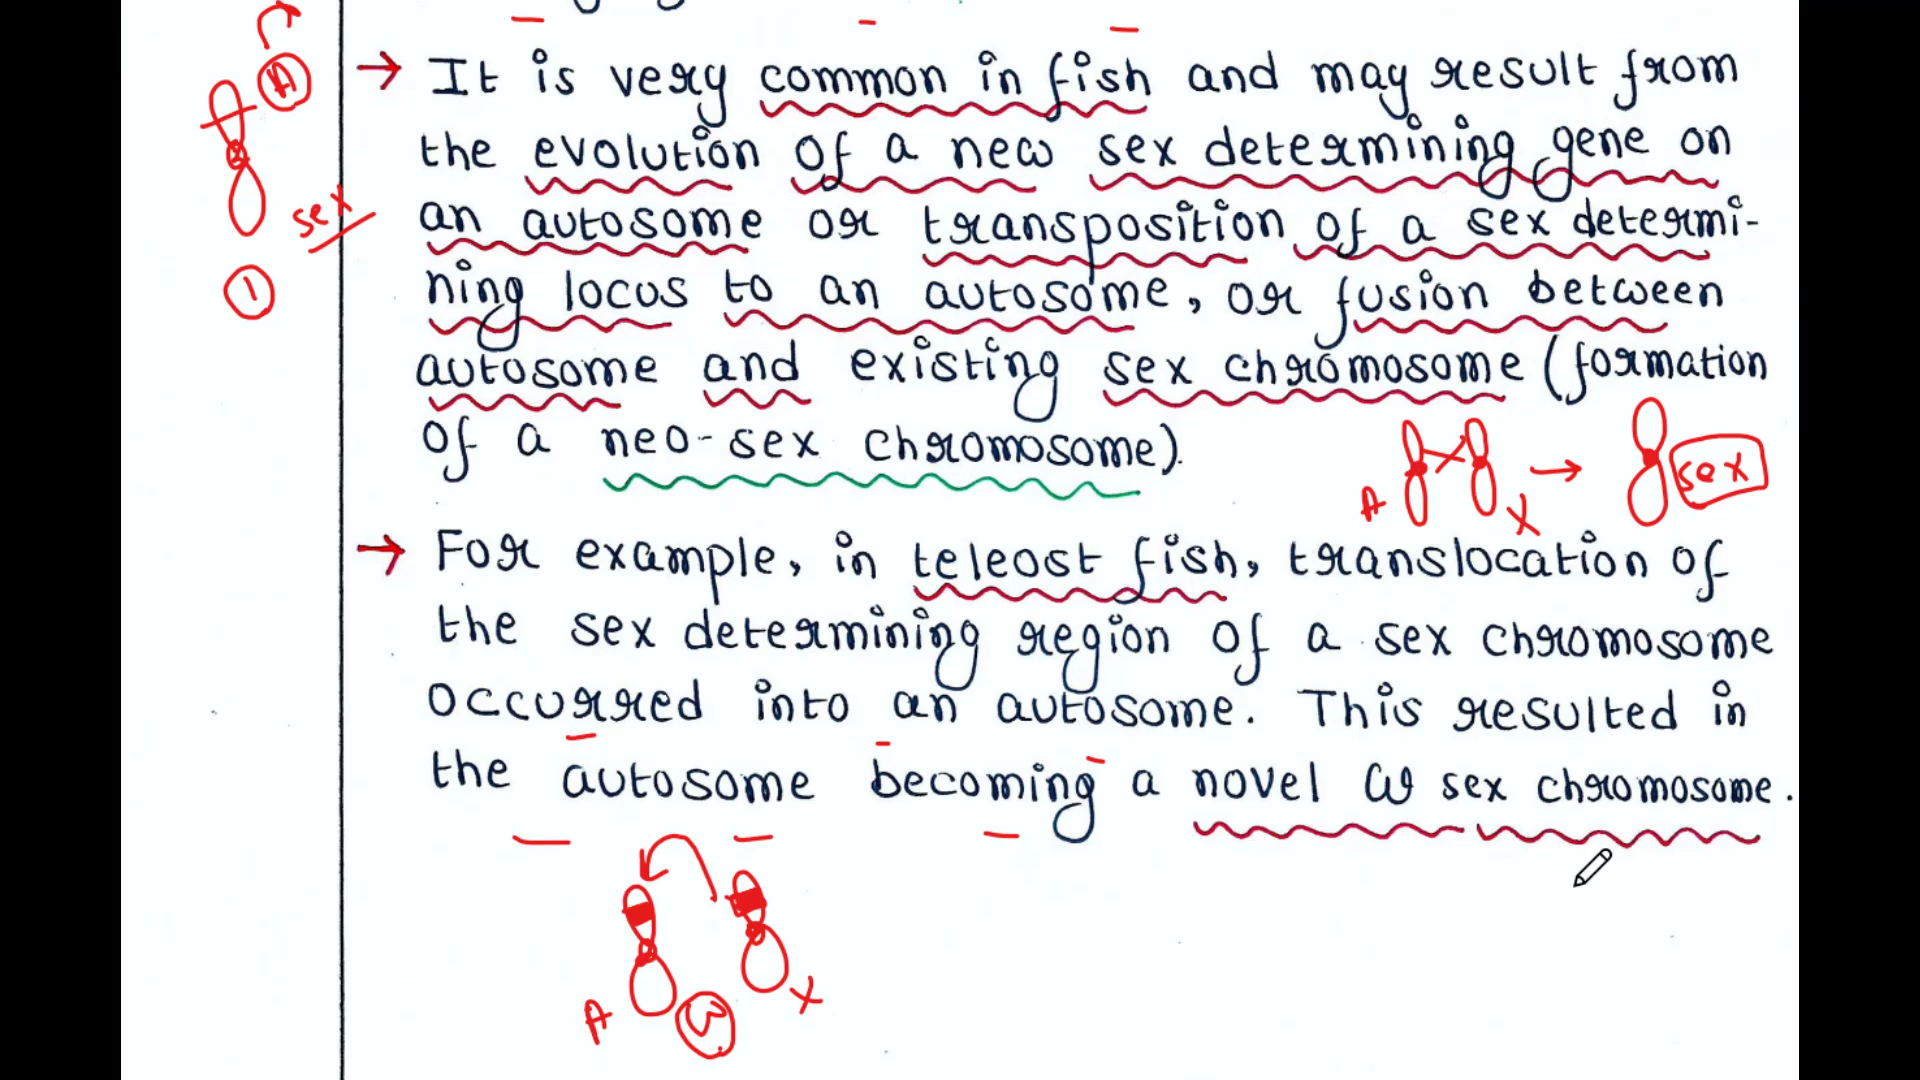 → It is very common in fish and may result from
the evolution of a new sex determining gene on
an autosome or transposition of a sex determi-
ning locus to an autosome, or fusion between
autosome and existing sex chromosome (formation
of a neo-sex chromosome).
→ For example, in teleost fish, translocation of
the sex determining region of a sex chromosome
occurred into an autosome. This resulted in
the autosome becoming a novel W sex chromosome.
A
sex
1
A X → sex
A X
W